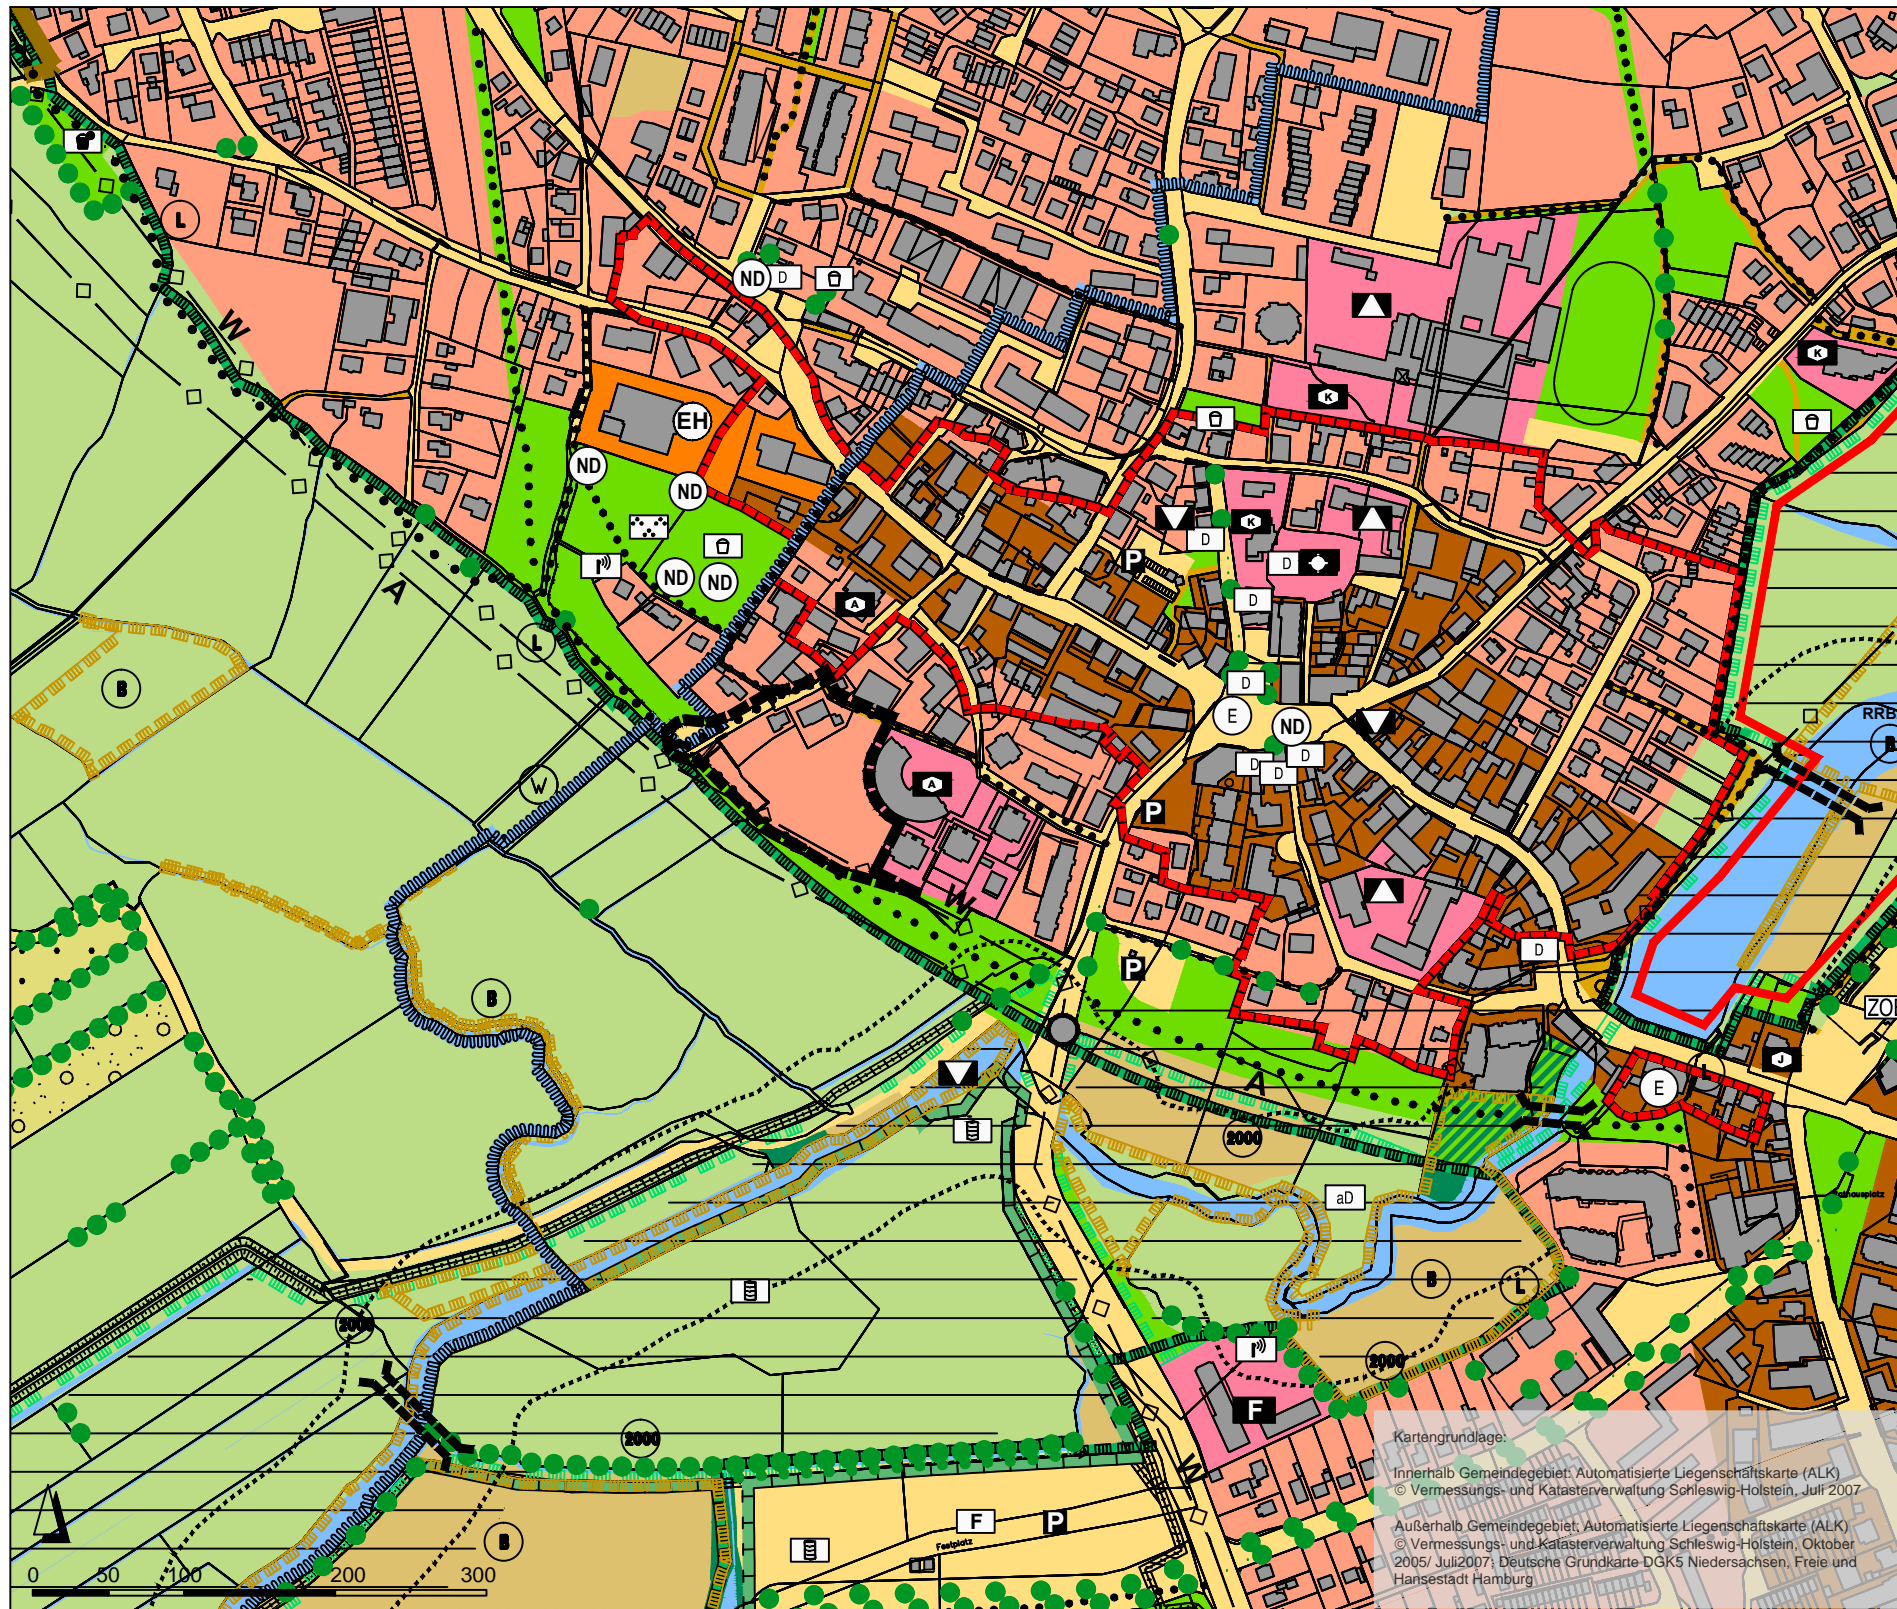 L
W
ND
D
EH
K
K
ND
ND
K
D
D
P
ND
ND
A
D
A
L
B
D
E
ND
RRB
D
D
D
A
W
P
W
B
P
D
ZOB
J
E
A
2000
aD
B
L
2000
2000
2000
F
W
B
F
P
Festplatz
0 50 100 200 300
Kartengrundlage:
Innerhalb Gemeindegebiet: Automatisierte Liegenschaftskarte (ALK)
© Vermessungs- und Katasterverwaltung Schleswig-Holstein, Juli 2007
Außerhalb Gemeindegebiet: Automatisierte Liegenschaftskarte (ALK)
© Vermessungs- und Katasterverwaltung Schleswig-Holstein, Oktober
2005/ Juli2007; Deutsche Grundkarte DGK5 Niedersachsen, Freie und
Hansestadt Hamburg